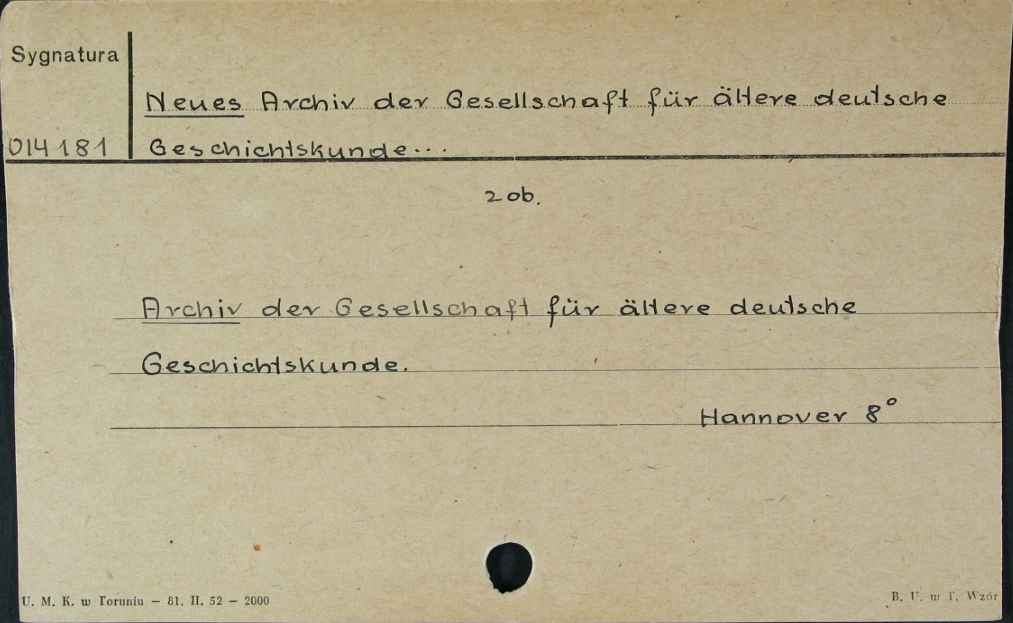 Sygnatura
Neues Archiv der Gesellschaft für ältere deutsche
014181 Geschichtskunde...
2 ob.
Archiv der Gesellschaft für ältere deutsche
Geschichtskunde.
Hannover 8°
U. M. K. w Toruniu — 81. II. 52 — 2000
B. U. w T. Wzór